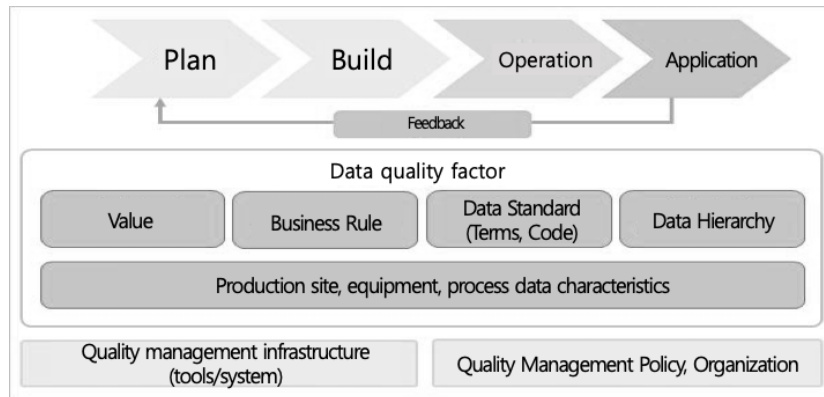 Plan
Build
Operation
Application
Feedback
Data quality factor
Value
Business Rule
Data Standard
(Terms, Code)
Data Hierarchy
Production site, equipment, process data characteristics
Quality management infrastructure
(tools/system)
Quality Management Policy, Organization